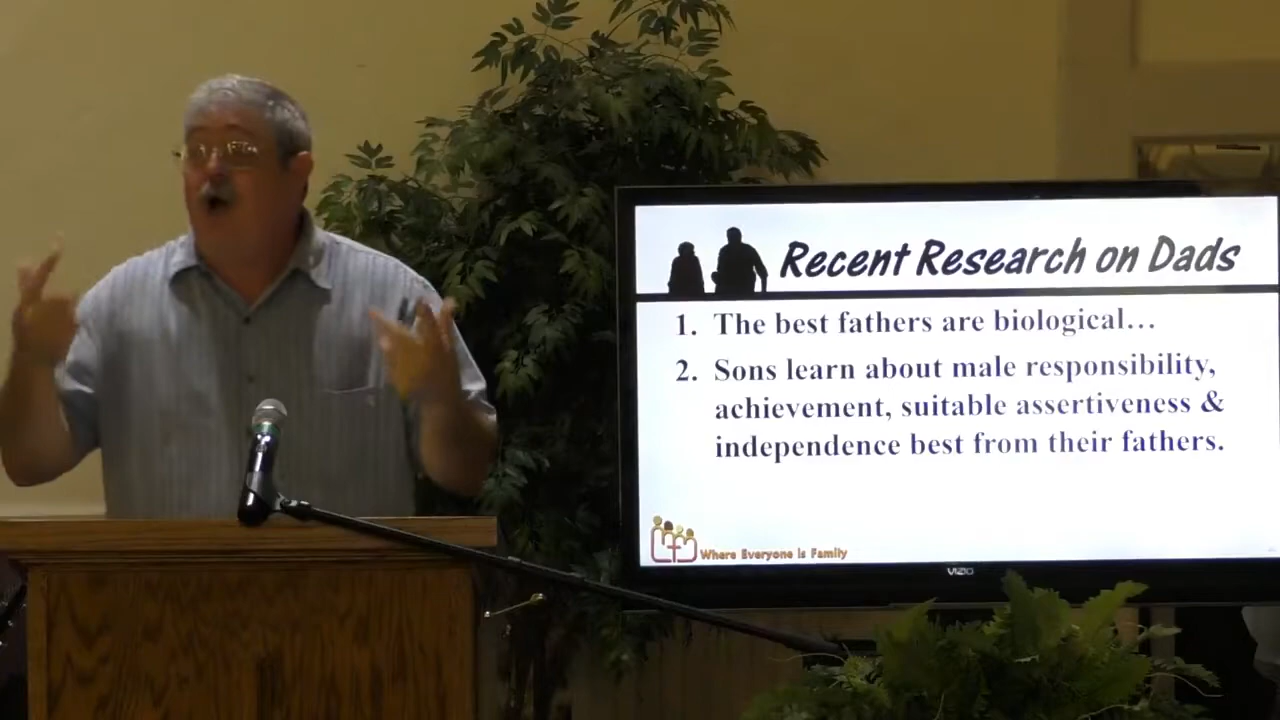 Recent Research on Dads
1. The best fathers are biological...
2. Sons learn about male responsibility,
achievement, suitable assertiveness &
independence best from their fathers.
Where Everyone is Family
VIZIO